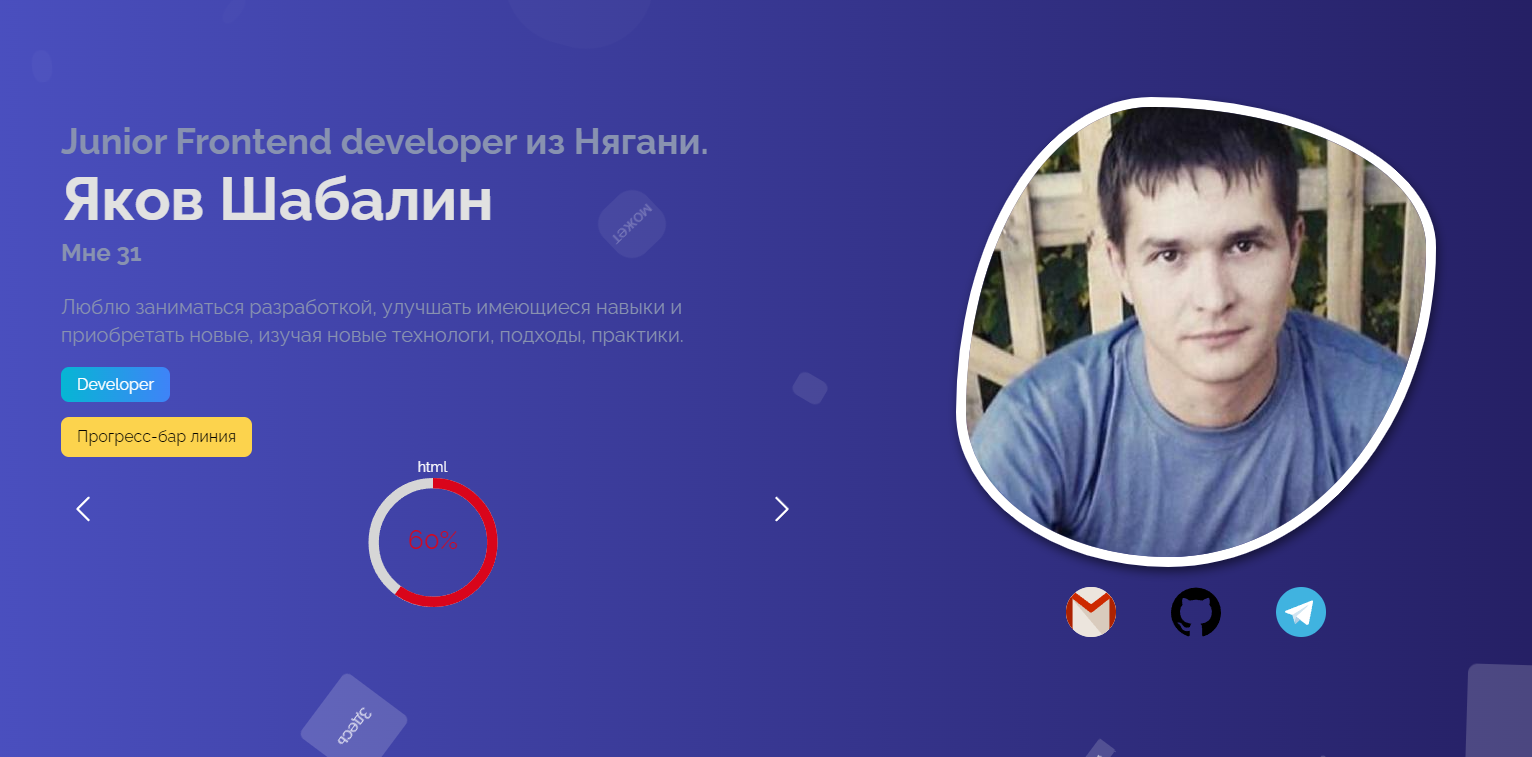 Junior Frontend developer из Нягани.
Яков Шабалин
может
Мне 31
Люблю заниматься разработкой, улучшать имеющиеся навыки и
приобретать новые, изучая новые технологи, подходы, практики.
Developer
Прогресс-бар линия
html
60%
Здесь